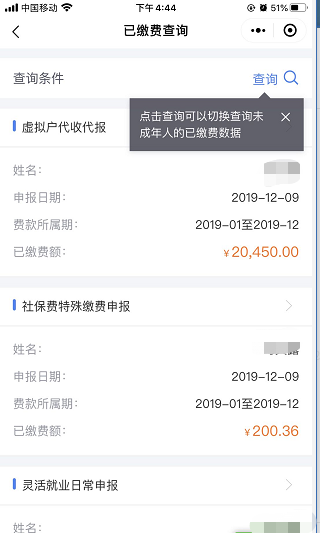 中国移动 下午 4:44 51%
已缴费查询
查询条件 查询
点击查询可以切换查询未
成年人的已缴费数据
虚拟户代收代报
姓名:
申报日期: 2019-12-09
费款所属期: 2019-01至2019-12
已缴费额: ¥20,450.00
社保费特殊缴费申报
姓名:
申报日期: 2019-12-09
费款所属期: 2019-01至2019-12
已缴费额: ¥200.36
灵活就业日常申报
姓名: